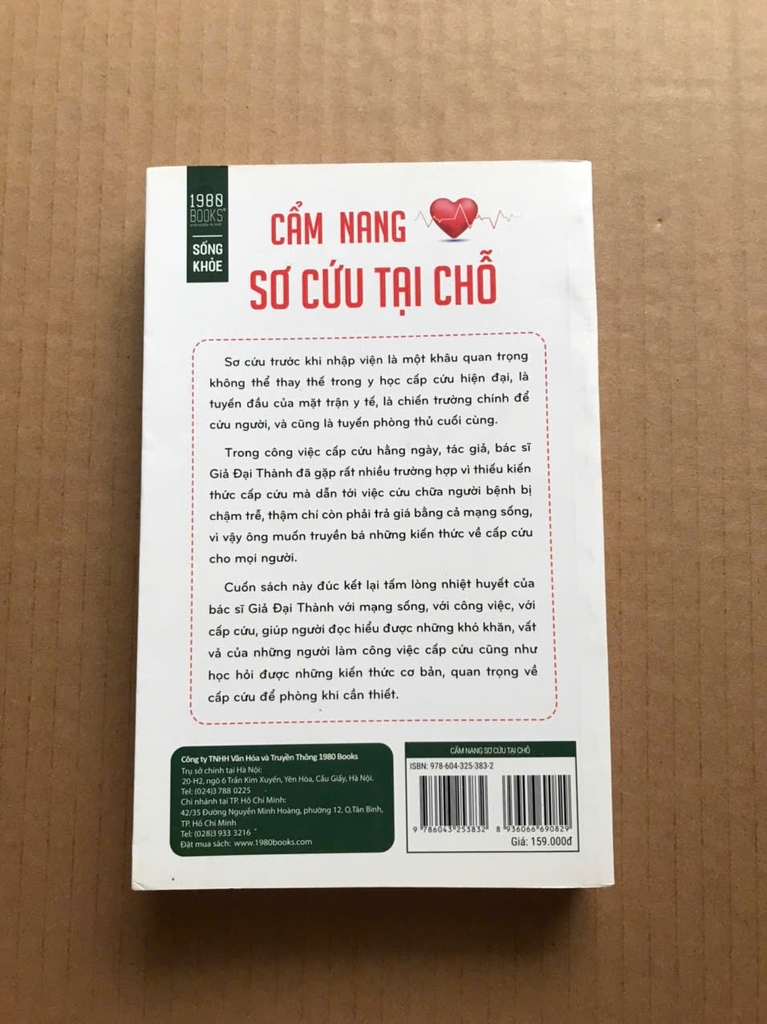 1980
BOOKS
SỐNG
KHỎE
CẨM NANG
SƠ CỨU TẠI CHỖ
Sơ cứu trước khi nhập viện là một khâu quan trọng
không thể thay thế trong y học cấp cứu hiện đại, là
tuyến đầu của mặt trận y tế, là chiến trường chính để
cứu người, và cũng là tuyến phòng thủ cuối cùng.
Trong công việc cấp cứu hằng ngày, tác giả, bác sĩ
Giả Đại Thành đã gặp rất nhiều trường hợp vì thiếu kiến
thức cấp cứu mà dẫn tới việc cứu chữa người bệnh bị
chậm trễ, thậm chí còn phải trả giá bằng cả mạng sống,
vì vậy ông muốn truyền bá những kiến thức về cấp cứu
cho mọi người.
Cuốn sách này đúc kết lại tấm lòng nhiệt huyết của
bác sĩ Giả Đại Thành với mạng sống, với công việc, với
cấp cứu, giúp người đọc hiểu được những khó khăn, vất
vả của những người làm công việc cấp cứu cũng như
học hỏi được những kiến thức cơ bản, quan trọng về
cấp cứu để phòng khi cần thiết.
Công ty TNHH Văn Hóa và Truyền Thông 1980 Books
Trụ sở chính tại Hà Nội:
20-H2, ngõ 6 Trần Kim Xuyến, Yên Hòa, Cầu Giấy, Hà Nội.
Tel: (024)3 788 0225
Chi nhánh tại TP. Hồ Chí Minh:
42/35 Đường Nguyễn Minh Hoàng, phường 12, Q.Tân Bình,
TP. Hồ Chí Minh
Tel: (028)3 933 3216
Đặt mua sách: www.1980books.com
CẨM NANG SƠ CỨU TẠI CHỖ
ISBN: 978-604-325-383-2
9 786043 253832
8 936066 690829
Giá: 159.000đ